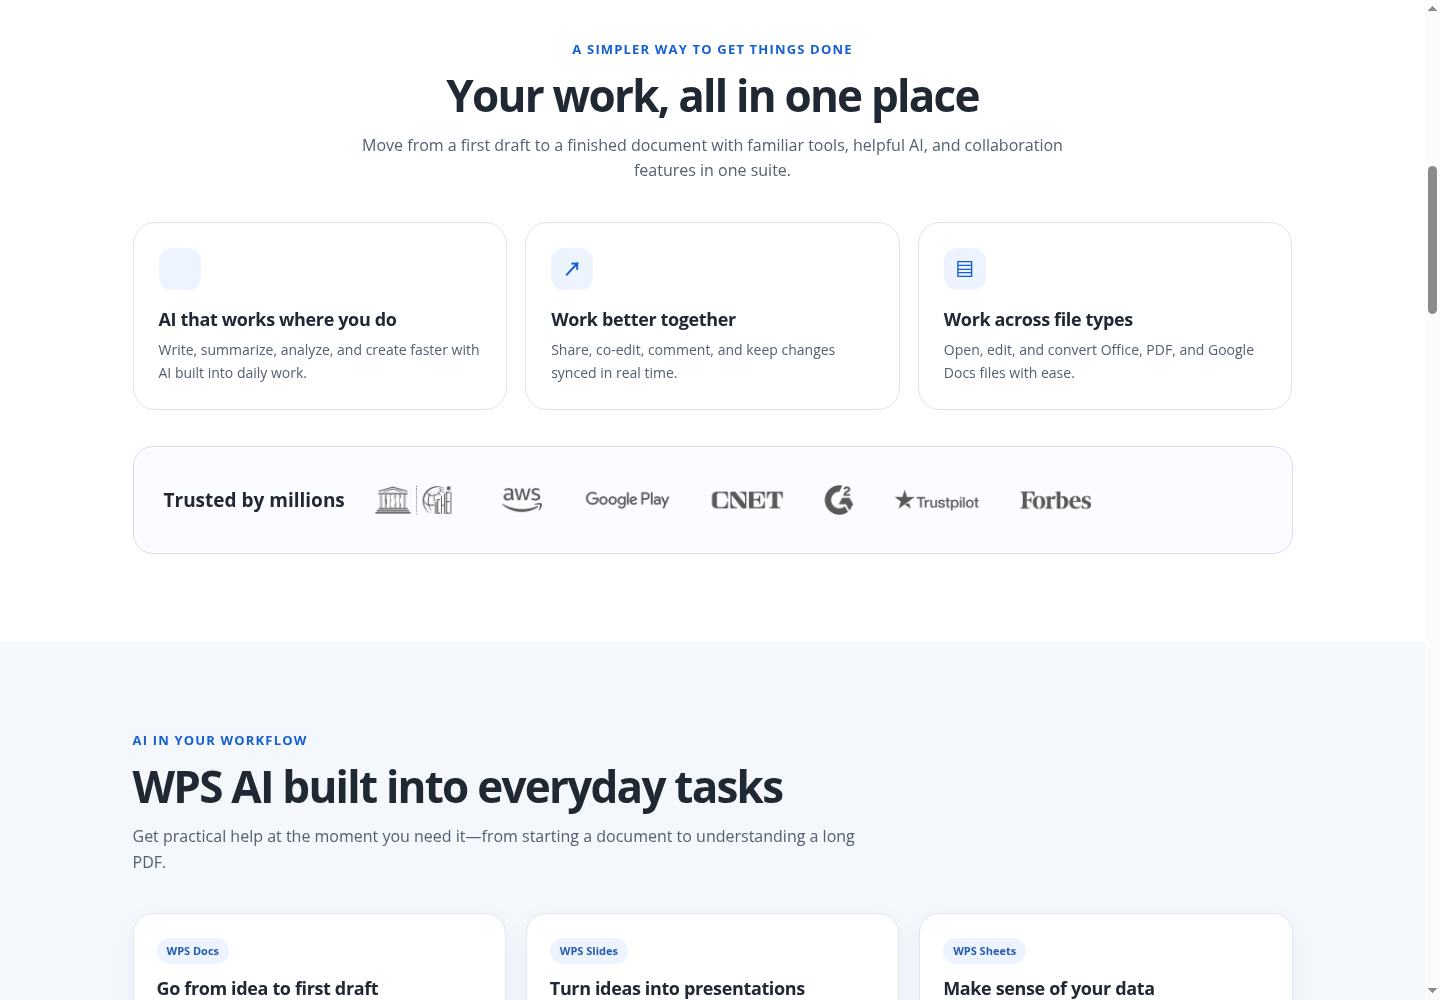 A SIMPLER WAY TO GET THINGS DONE
Your work, all in one place
Move from a first draft to a finished document with familiar tools, helpful AI, and collaboration
features in one suite.
AI that works where you do
Write, summarize, analyze, and create faster with
AI built into daily work.
Work better together
Share, co-edit, comment, and keep changes
synced in real time.
Work across file types
Open, edit, and convert Office, PDF, and Google
Docs files with ease.
Trusted by millions
aws
Google Play
CNET
G2
Trustpilot
Forbes
AI IN YOUR WORKFLOW
WPS AI built into everyday tasks
Get practical help at the moment you need it—from starting a document to understanding a long
PDF.
WPS Docs
Go from idea to first draft
WPS Slides
Turn ideas into presentations
WPS Sheets
Make sense of your data